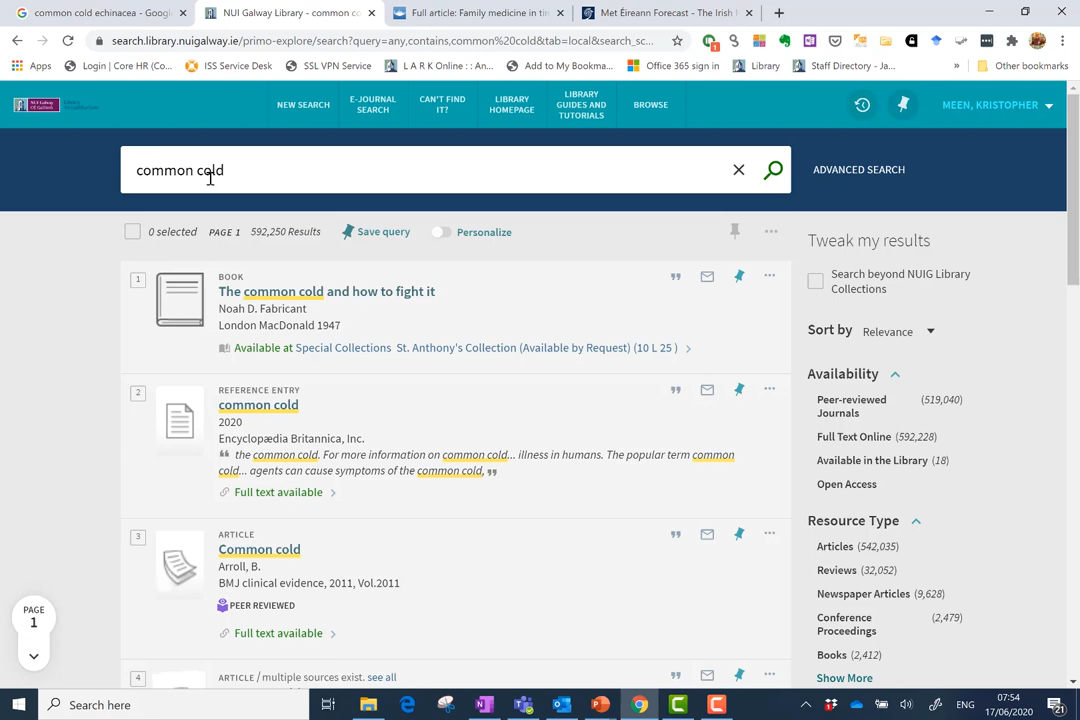 common cold echinacea - Goog
NUI Galway Library - common co
Full article: Family medicine in tin
Met Éireann Forecast - The Irish
search.library.nuigalway.ie/primo-explore/search?query=any,contains,common%20cold&tab=local&search_sc...
Apps
Login | Core HR (Co...
ISS Service Desk
SSL VPN Service
L A R K Online : : An...
Add to My Bookma...
Office 365 sign in
Library
Staff Directory - Ja...
»
Other bookmarks
NUI Galway
OÉ Gaillimh
NEW SEARCH
E-JOURNAL
SEARCH
CAN'T FIND
IT?
LIBRARY
HOMEPAGE
LIBRARY
GUIDES AND
TUTORIALS
BROWSE
MEEN, KRISTOPHER
common cold
ADVANCED SEARCH
0 selected PAGE 1 592,250 Results
Save query
Personalize
Tweak my results
Search beyond NUIG Library
Collections
Sort by Relevance
Availability
Peer-reviewed
Journals
(519,040)
Full Text Online (592,228)
Available in the Library (18)
Open Access
Resource Type
Articles (542,035)
Reviews (32,052)
Newspaper Articles (9,628)
Conference
Proceedings
(2,479)
Books (2,412)
Show More
1
BOOK
The common cold and how to fight it
Noah D. Fabricant
London MacDonald 1947
Available at Special Collections St. Anthony's Collection (Available by Request) (10 L 25 )
2
REFERENCE ENTRY
common cold
2020
Encyclopædia Britannica, Inc.
the common cold. For more information on common cold... illness in humans. The popular term common
cold... agents can cause symptoms of the common cold,
Full text available
3
ARTICLE
Common cold
Arroll, B.
BMJ clinical evidence, 2011, Vol.2011
PEER REVIEWED
Full text available
4
ARTICLE / multiple sources exist. see all
PAGE
1
Search here
ENG
07:54
17/06/2020
21